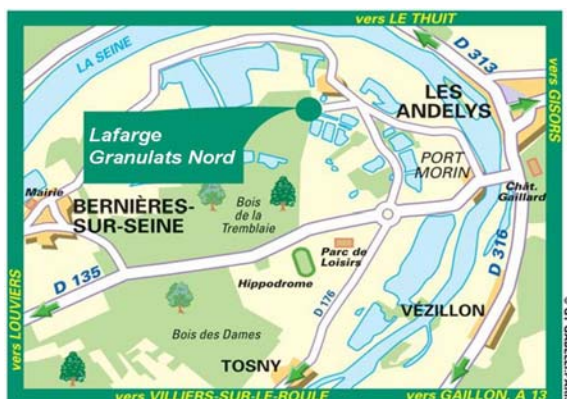 vers LE THUIT
LA SEINE
D 313
vers GISORS
LES
ANDELYS
Lafarge
Granulats Nord
PORT
MORIN
Mairie
Chât.
Gaillard
BERNIÈRES-
SUR-SEINE
Bois
de la
Tremblaie
Parc de
Loisirs
Hippodrome
D 135
D 316
D 176
VÉZILLON
vers LOUVIERS
Bois des Dames
TOSNY
vers VILLIERS-SUR-LE-ROULE
vers GAILLON, A 13